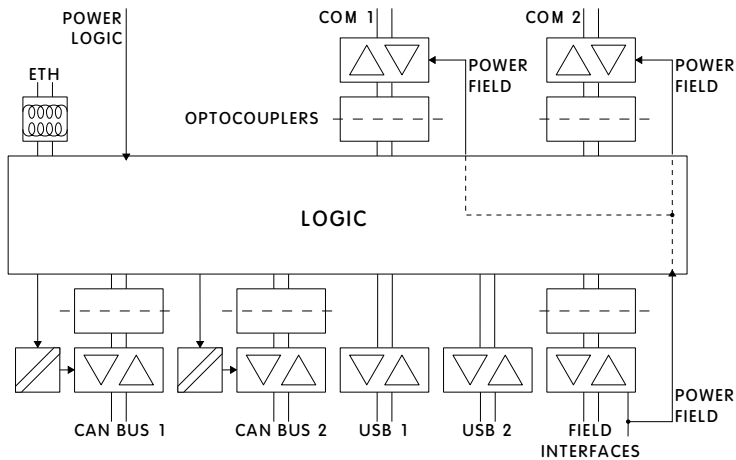 COM 1
COM 2
POWER
LOGIC
ETH
POWER
FIELD
POWER
FIELD
OPTOCOUPLERS
LOGIC
CAN BUS 1
CAN BUS 2
USB 1
USB 2
FIELD
INTERFACES
POWER
FIELD